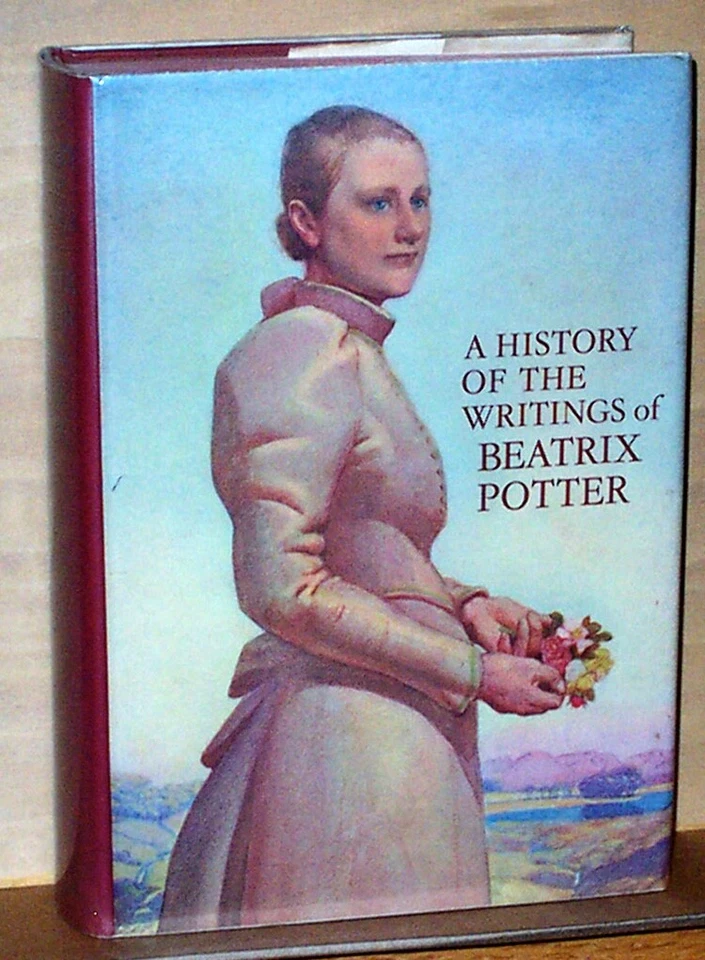 A HISTORY
OF THE
WRITINGS of
BEATRIX
POTTER